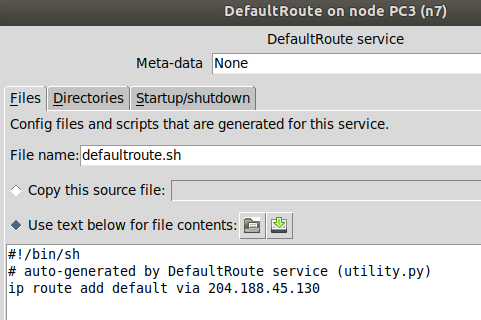 DefaultRoute on node PC3 (n7)
DefaultRoute service
Meta-data None
Files Directories Startup/shutdown
Config files and scripts that are generated for this service.
File name: defaultroute.sh
Copy this source file:
Use text below for file contents:
#!/bin/sh
# auto-generated by DefaultRoute service (utility.py)
ip route add default via 204.188.45.130